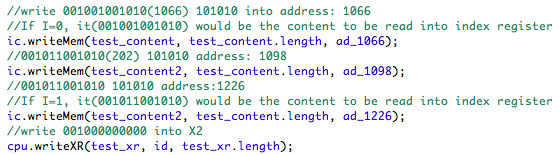 //write 001001001010(1066) 101010 into address: 1066
//If I=0, it(001001001010) would be the content to be read into index register
ic.writeMem(test_content, test_content.length, ad_1066);
//001011001010(202) 101010 address: 1098
ic.writeMem(test_content2, test_content.length, ad_1098);
//001011001010 101010 address:1226
//If I=1, it(001011001010) would be the content to be read into index register
ic.writeMem(test_content2, test_content.length, ad_1226);
//write 001000000000 into X2
cpu.writeXR(test_xr, id, test_xr.length);